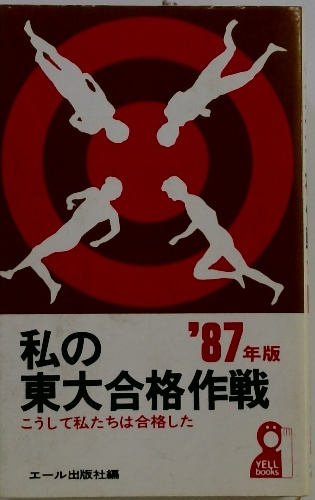 '87年版
私の
東大合格作戦
こうして私たちは合格した
エール出版社編
YELL
books